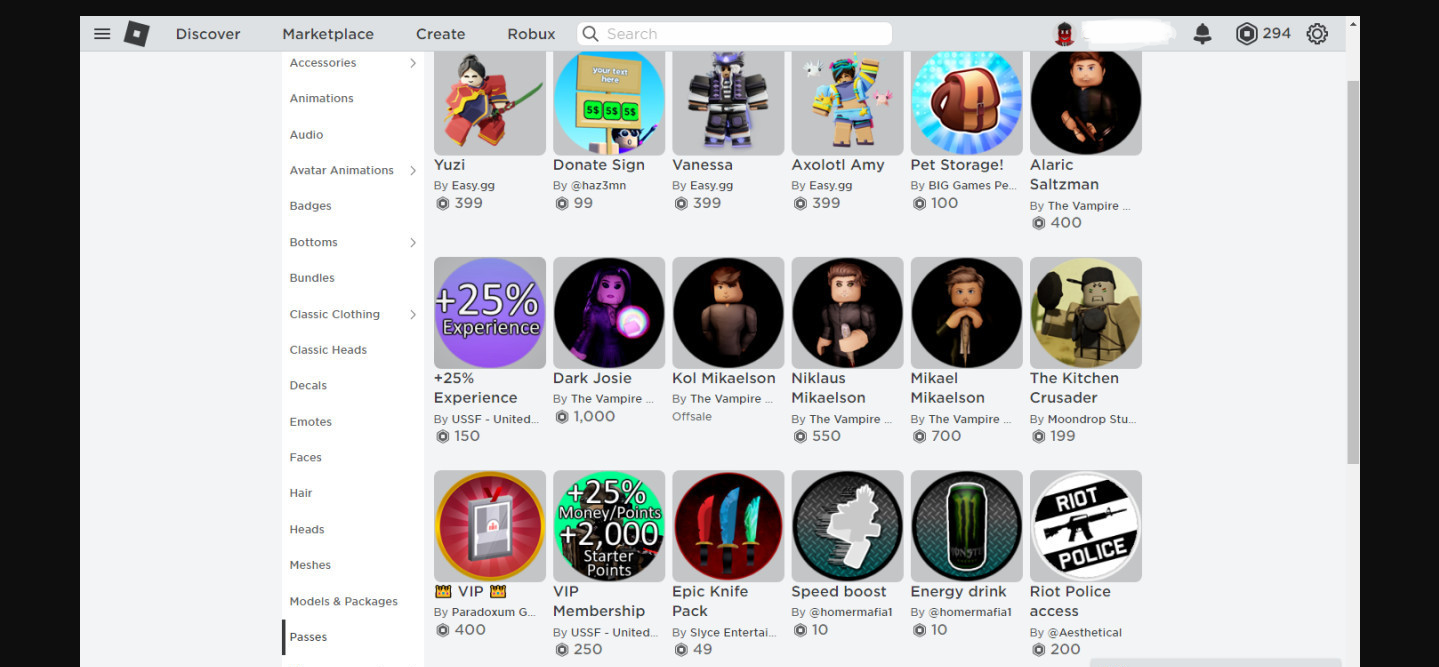 Discover
Marketplace
Create
Robux
Search
294
Accessories
Animations
Audio
Avatar Animations
Badges
Bottoms
Bundles
Classic Clothing
Classic Heads
Decals
Emotes
Faces
Hair
Heads
Meshes
Models & Packages
Passes
Yuzi
By Easy.gg
399
your text
here
5$ 5$ 5$
Donate Sign
By @haz3mn
99
Vanessa
By Easy.gg
399
Axolotl Amy
By Easy.gg
399
Pet Storage!
By BIG Games Pe...
100
Alaric
Saltzman
By The Vampire ...
400
+25%
Experience
+25%
Experience
By USSF - United...
150
Dark Josie
By The Vampire ...
1,000
Kol Mikaelson
By The Vampire ...
Offsale
Niklaus
Mikaelson
By The Vampire ...
550
Mikael
Mikaelson
By The Vampire ...
700
The Kitchen
Crusader
By Moondrop Stu...
199
👑 VIP 👑
By Paradoxum G...
400
+25%
Money/Points
+2,000
Starter
Points
VIP
Membership
By USSF - United...
250
Epic Knife
Pack
By Slyce Entertai...
49
Speed boost
By @homermafia1
10
Energy drink
By @homermafia1
10
RIOT
POLICE
Riot Police
access
By @Aesthetical
200